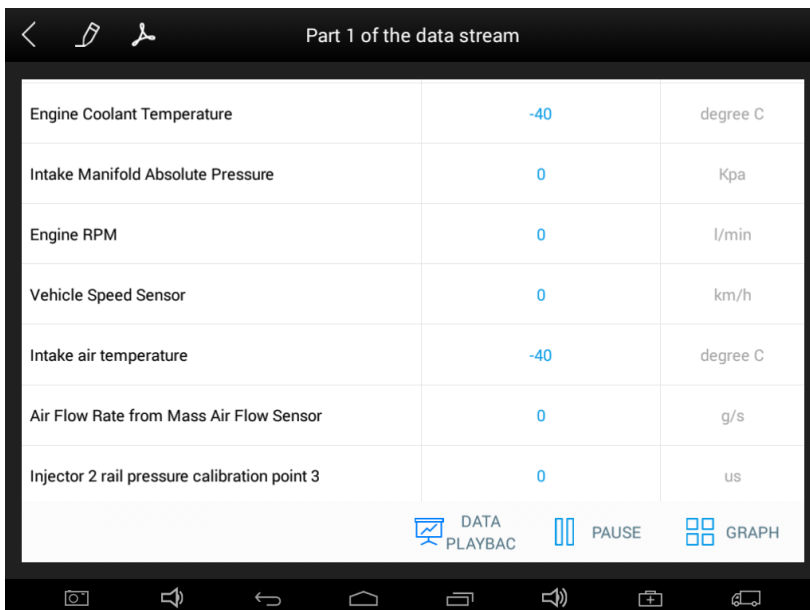 Part 1 of the data stream
Engine Coolant Temperature -40 degree C
Intake Manifold Absolute Pressure 0 Kpa
Engine RPM 0 l/min
Vehicle Speed Sensor 0 km/h
Intake air temperature -40 degree C
Air Flow Rate from Mass Air Flow Sensor 0 g/s
Injector 2 rail pressure calibration point 3 0 us
DATA
PLAYBAC
PAUSE
GRAPH